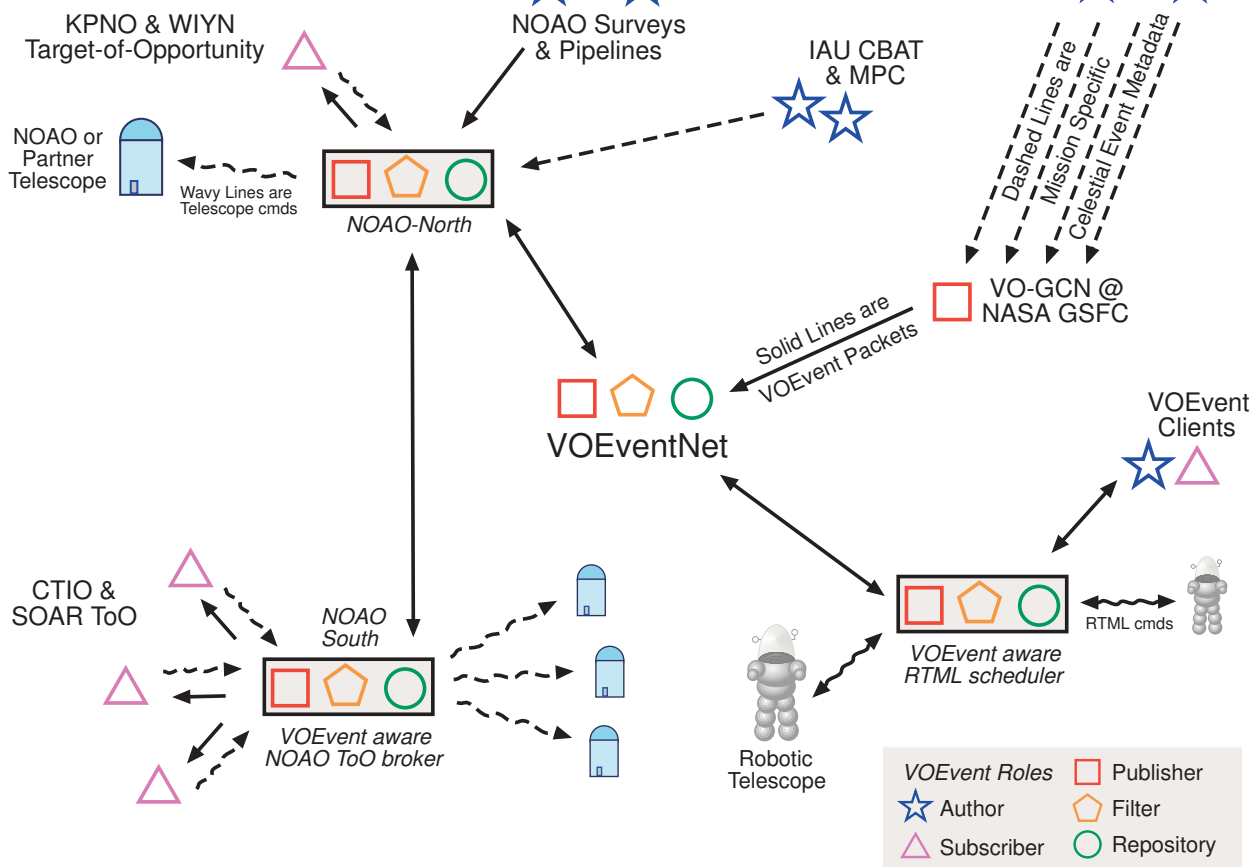 KPNO & WIYN
Target-of-Opportunity
NOAO Surveys
& Pipelines
IAU CBAT
& MPC
Dashed Lines are
Mission Specific
Celestial Event Metadata
NOAO or
Partner
Telescope
Wavy Lines are
Telescope cmds
NOAO-North
VO-GCN @
NASA GSFC
Solid Lines are
VOEvent Packets
VOEventNet
VOEvent
Clients
CTIO &
SOAR ToO
NOAO
South
RTML cmds
VOEvent aware
RTML scheduler
VOEvent aware
NOAO ToO broker
Robotic
Telescope
VOEvent Roles
Publisher
Author
Filter
Subscriber
Repository